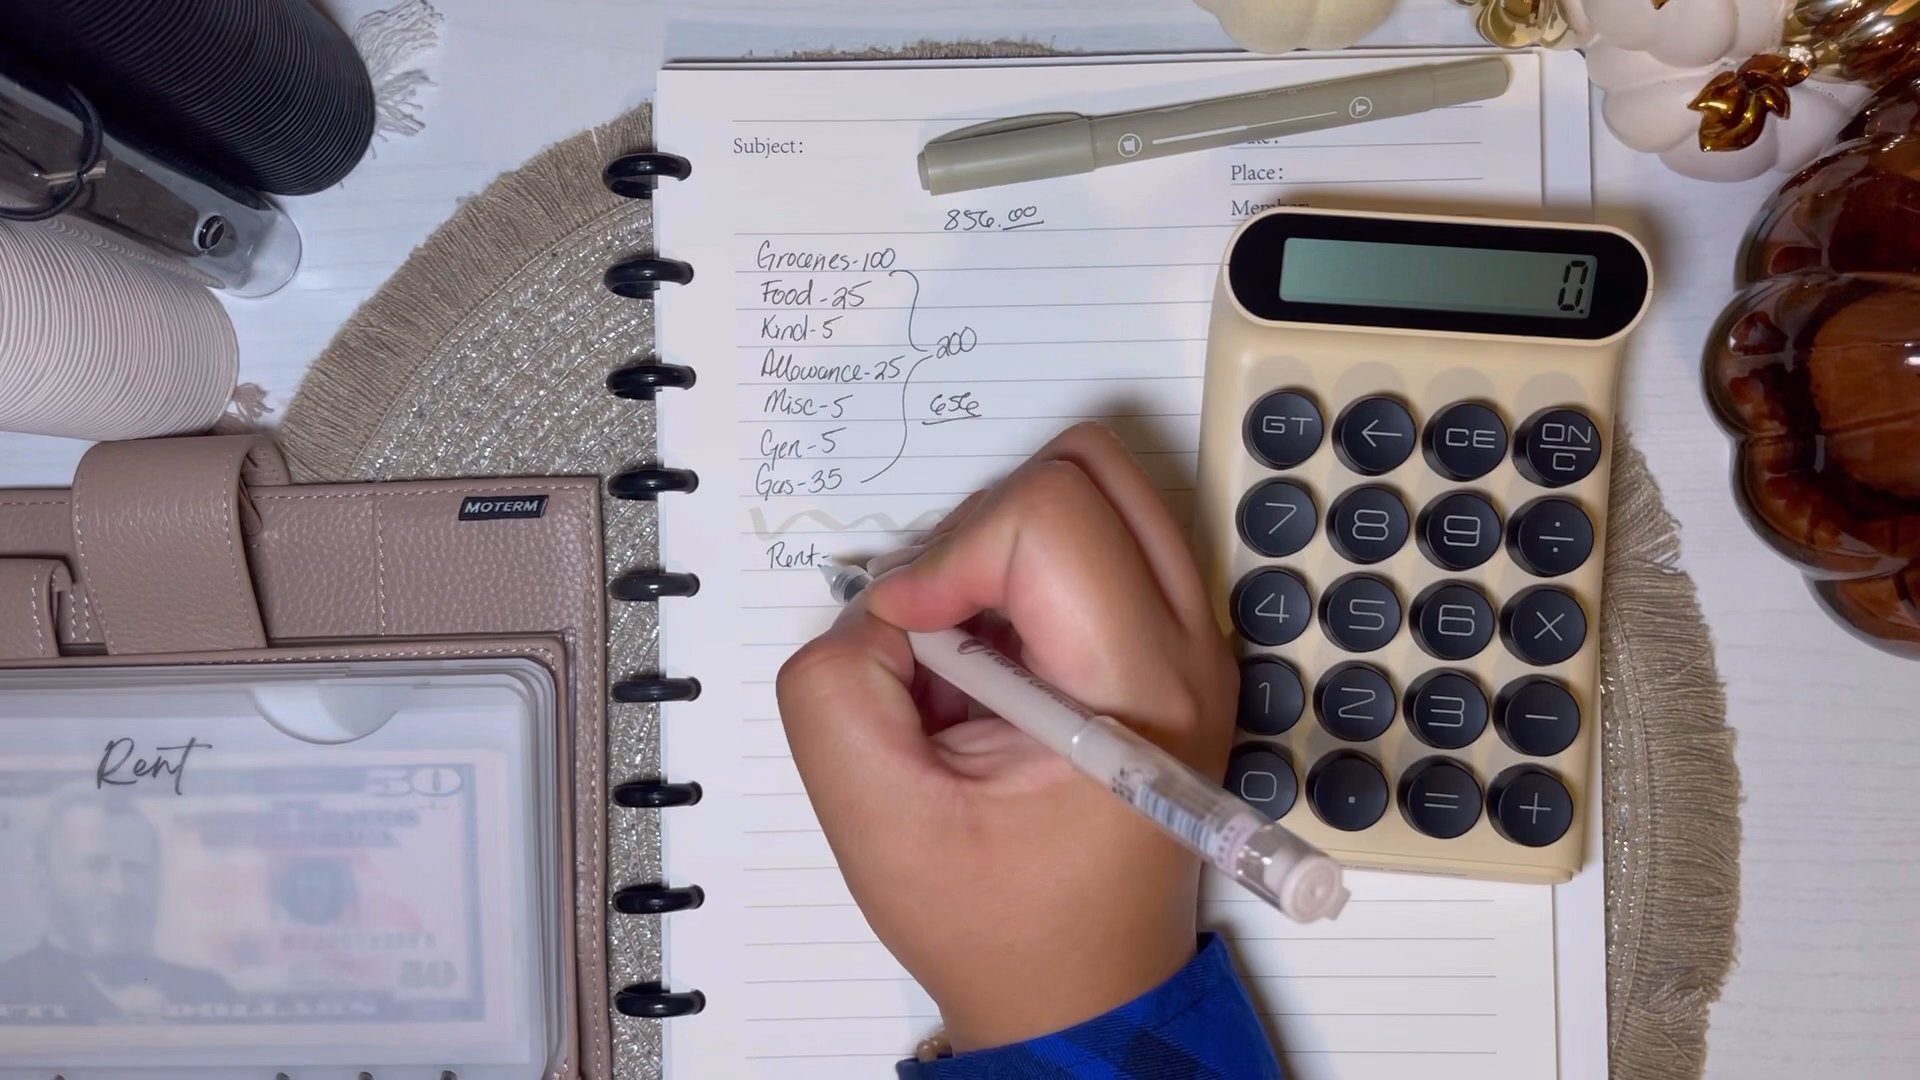 Subject:
Place:
856.00
Groceries-100
Food-25
Kind-5
200
Allowance-25
Misc-5
656
Gen-5
Gas-35
Rent-
MOTERM
Rent
50
0.
GT ← CE ON/C
7 8 9 ÷
4 5 6 X
1 2 3 −
0 . = +